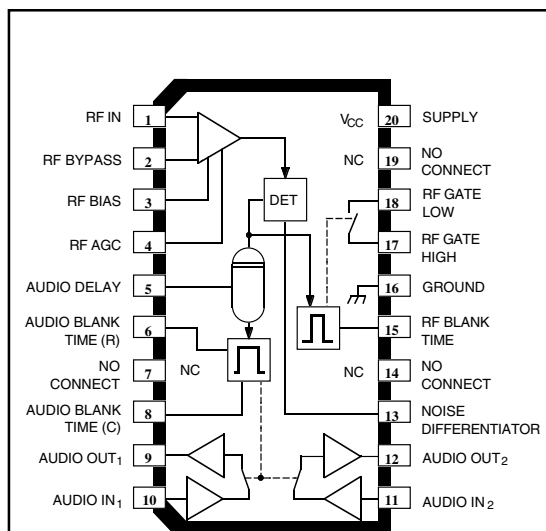 RF IN
1
RF BYPASS
2
RF BIAS
3
RF AGC
4
AUDIO DELAY
5
AUDIO BLANK
TIME (R)
6
NO
CONNECT
7
NC
AUDIO BLANK
TIME (C)
8
AUDIO OUT1
9
AUDIO IN1
10
DET
VCC
20
SUPPLY
NC
19
NO
CONNECT
18
RF GATE
LOW
17
RF GATE
HIGH
16
GROUND
15
RF BLANK
TIME
NC
14
NO
CONNECT
13
NOISE
DIFFERENTIATOR
12
AUDIO OUT2
11
AUDIO IN2